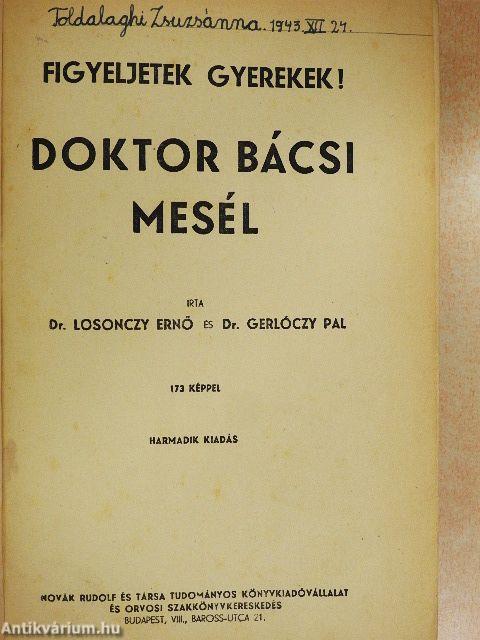 Toldalaghi Zsuzsánna. 1943. XII 24.
FIGYELJETEK GYEREKEK!
DOKTOR BÁCSI
MESÉL
IRTA
Dr. LOSONCZY ERNŐ ÉS Dr. GERLÓCZY PAL
173 KÉPPEL
HARMADIK KIADÁS
NOVÁK RUDOLF ÉS TÁRSA TUDOMÁNYOS KÖNYVKIADÓVÁLLALAT
ÉS ORVOSI SZAKKÖNYVKERESKEDÉS
BUDAPEST, VIII., BAROSS-UTCA 21.
Antikvárium.hu